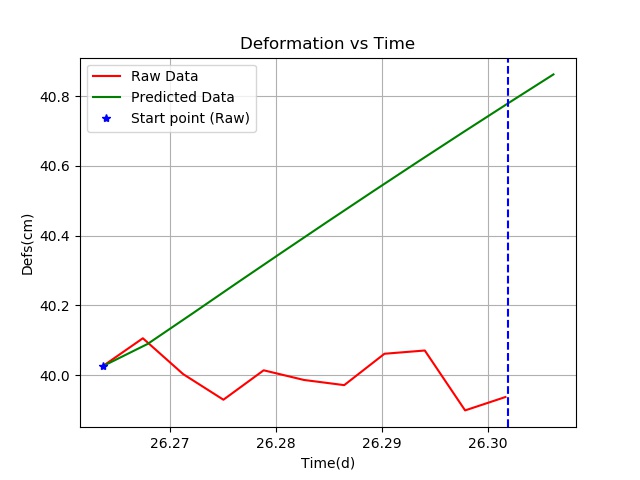 Deformation vs Time
Raw Data
Predicted Data
Start point (Raw)
40.8
40.6
40.4
40.2
40.0
Defs(cm)
26.27 26.28 26.29 26.30
Time(d)